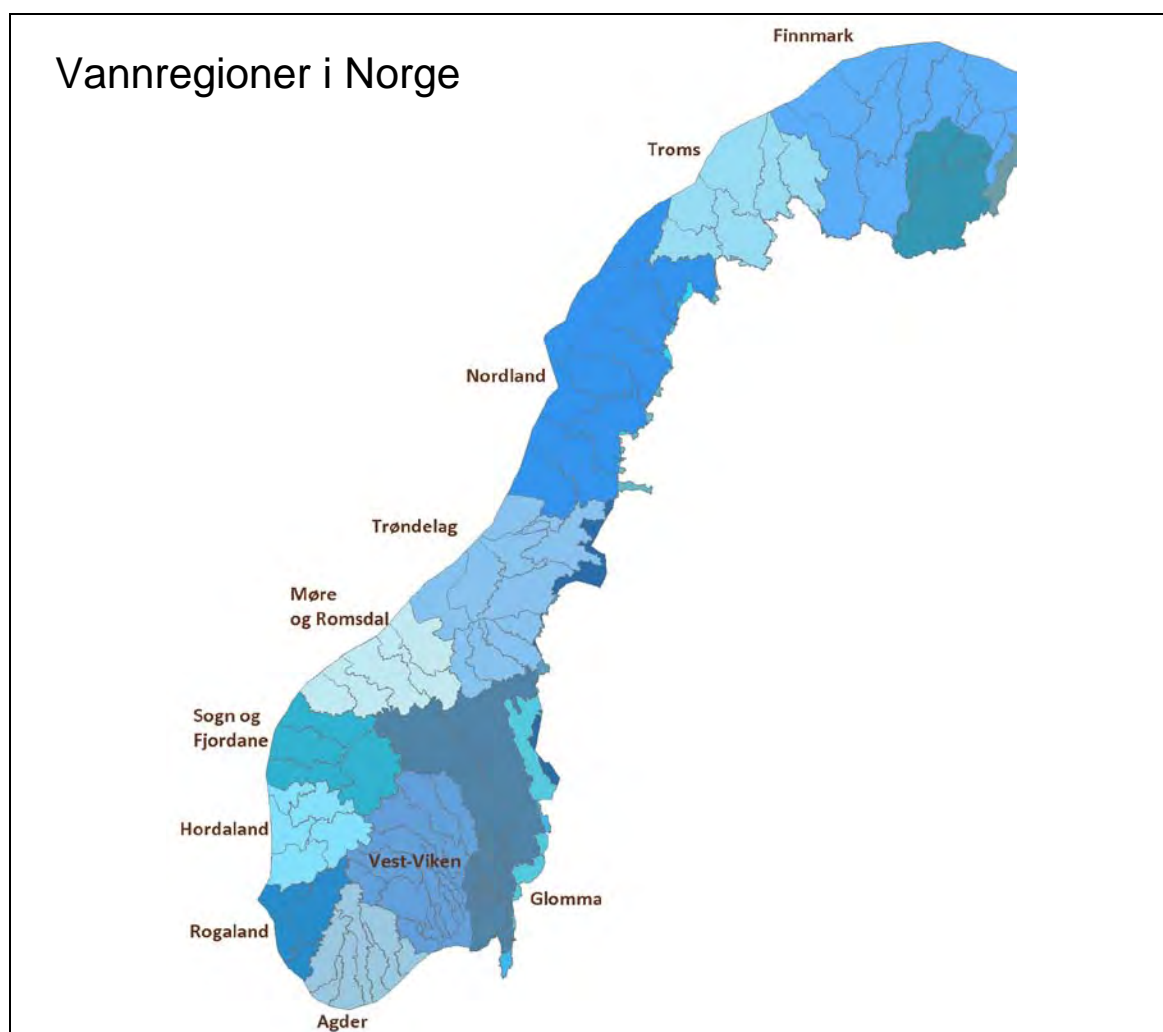 Vannregioner i Norge
Finnmark
Troms
Nordland
Trøndelag
Møre
og Romsdal
Sogn og
Fjordane
Hordaland
Vest-Viken
Glomma
Rogaland
Agder